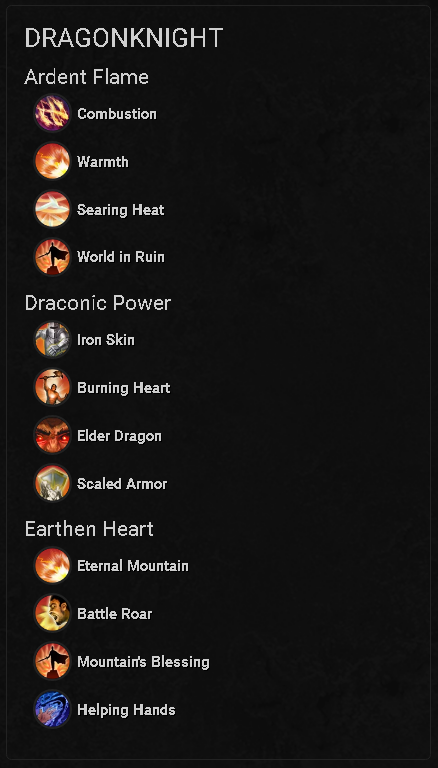 DRAGONKNIGHT
Ardent Flame
Combustion
Warmth
Searing Heat
World in Ruin
Draconic Power
Iron Skin
Burning Heart
Elder Dragon
Scaled Armor
Earthen Heart
Eternal Mountain
Battle Roar
Mountain's Blessing
Helping Hands